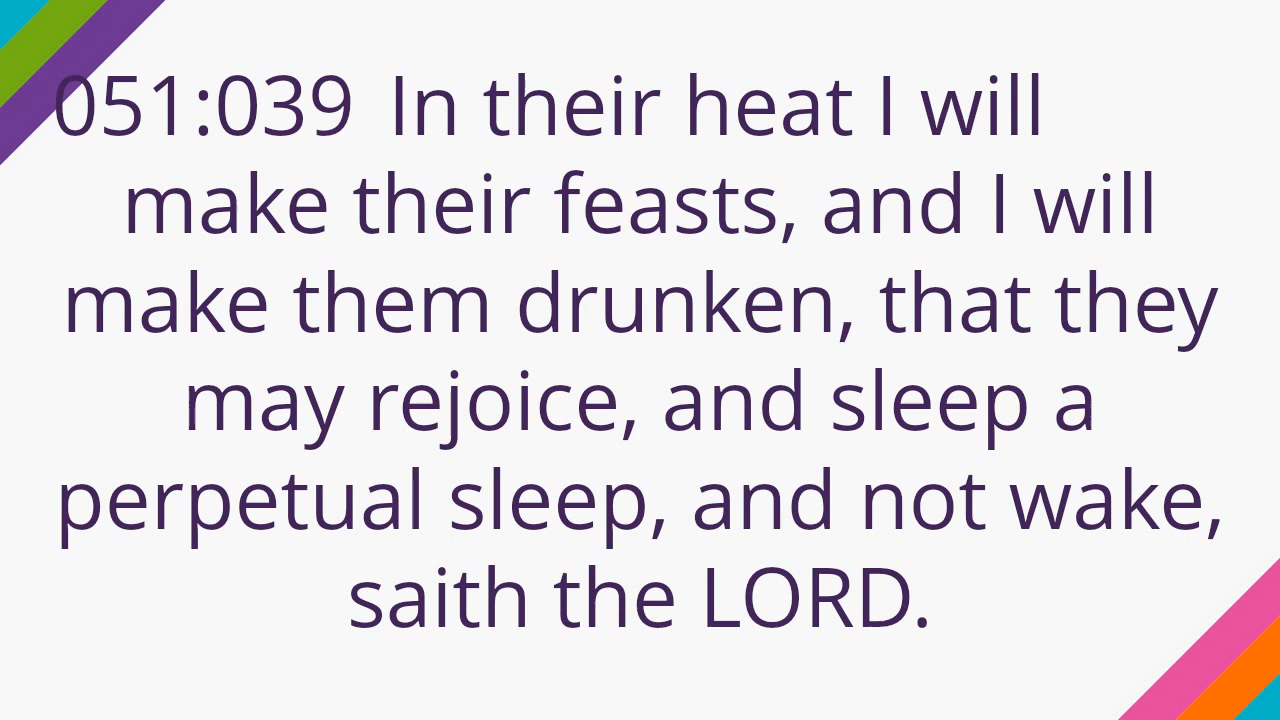 051:039 In their heat I will
make their feasts, and I will
make them drunken, that they
may rejoice, and sleep a
perpetual sleep, and not wake,
saith the LORD.